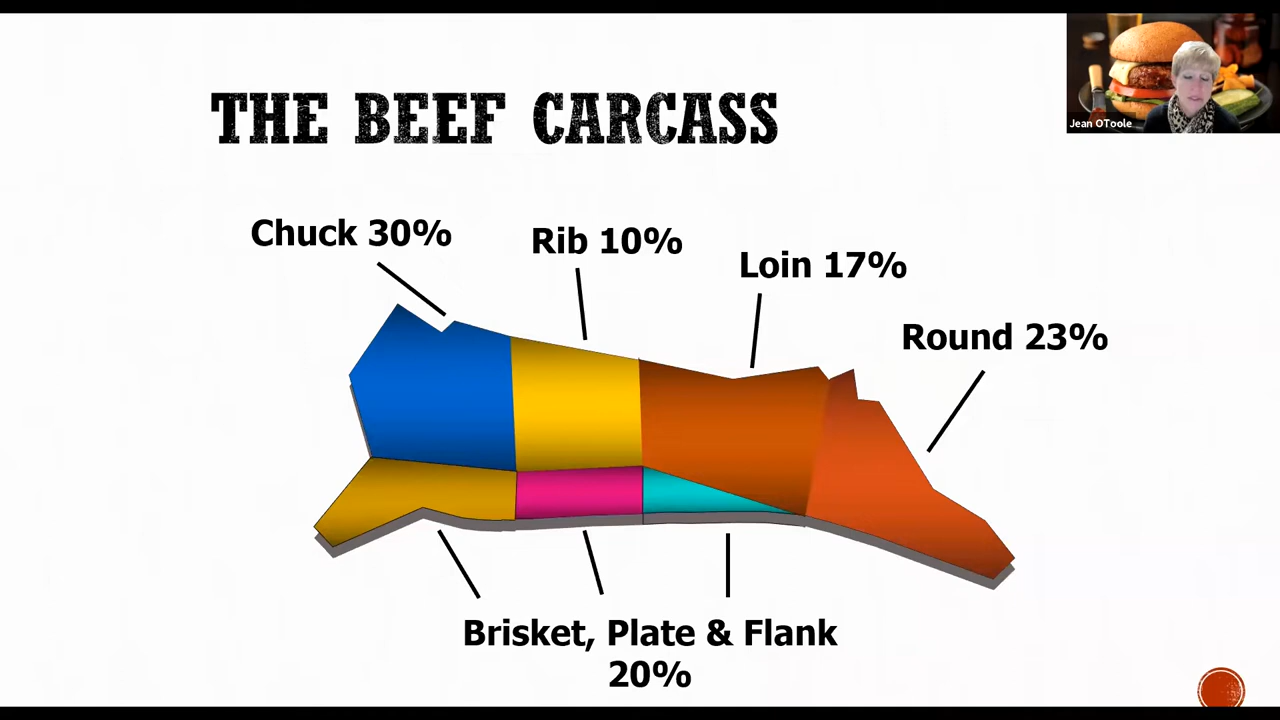 Jean OToole
THE BEEF CARCASS
Chuck 30%
Rib 10%
Loin 17%
Round 23%
Brisket, Plate & Flank
20%